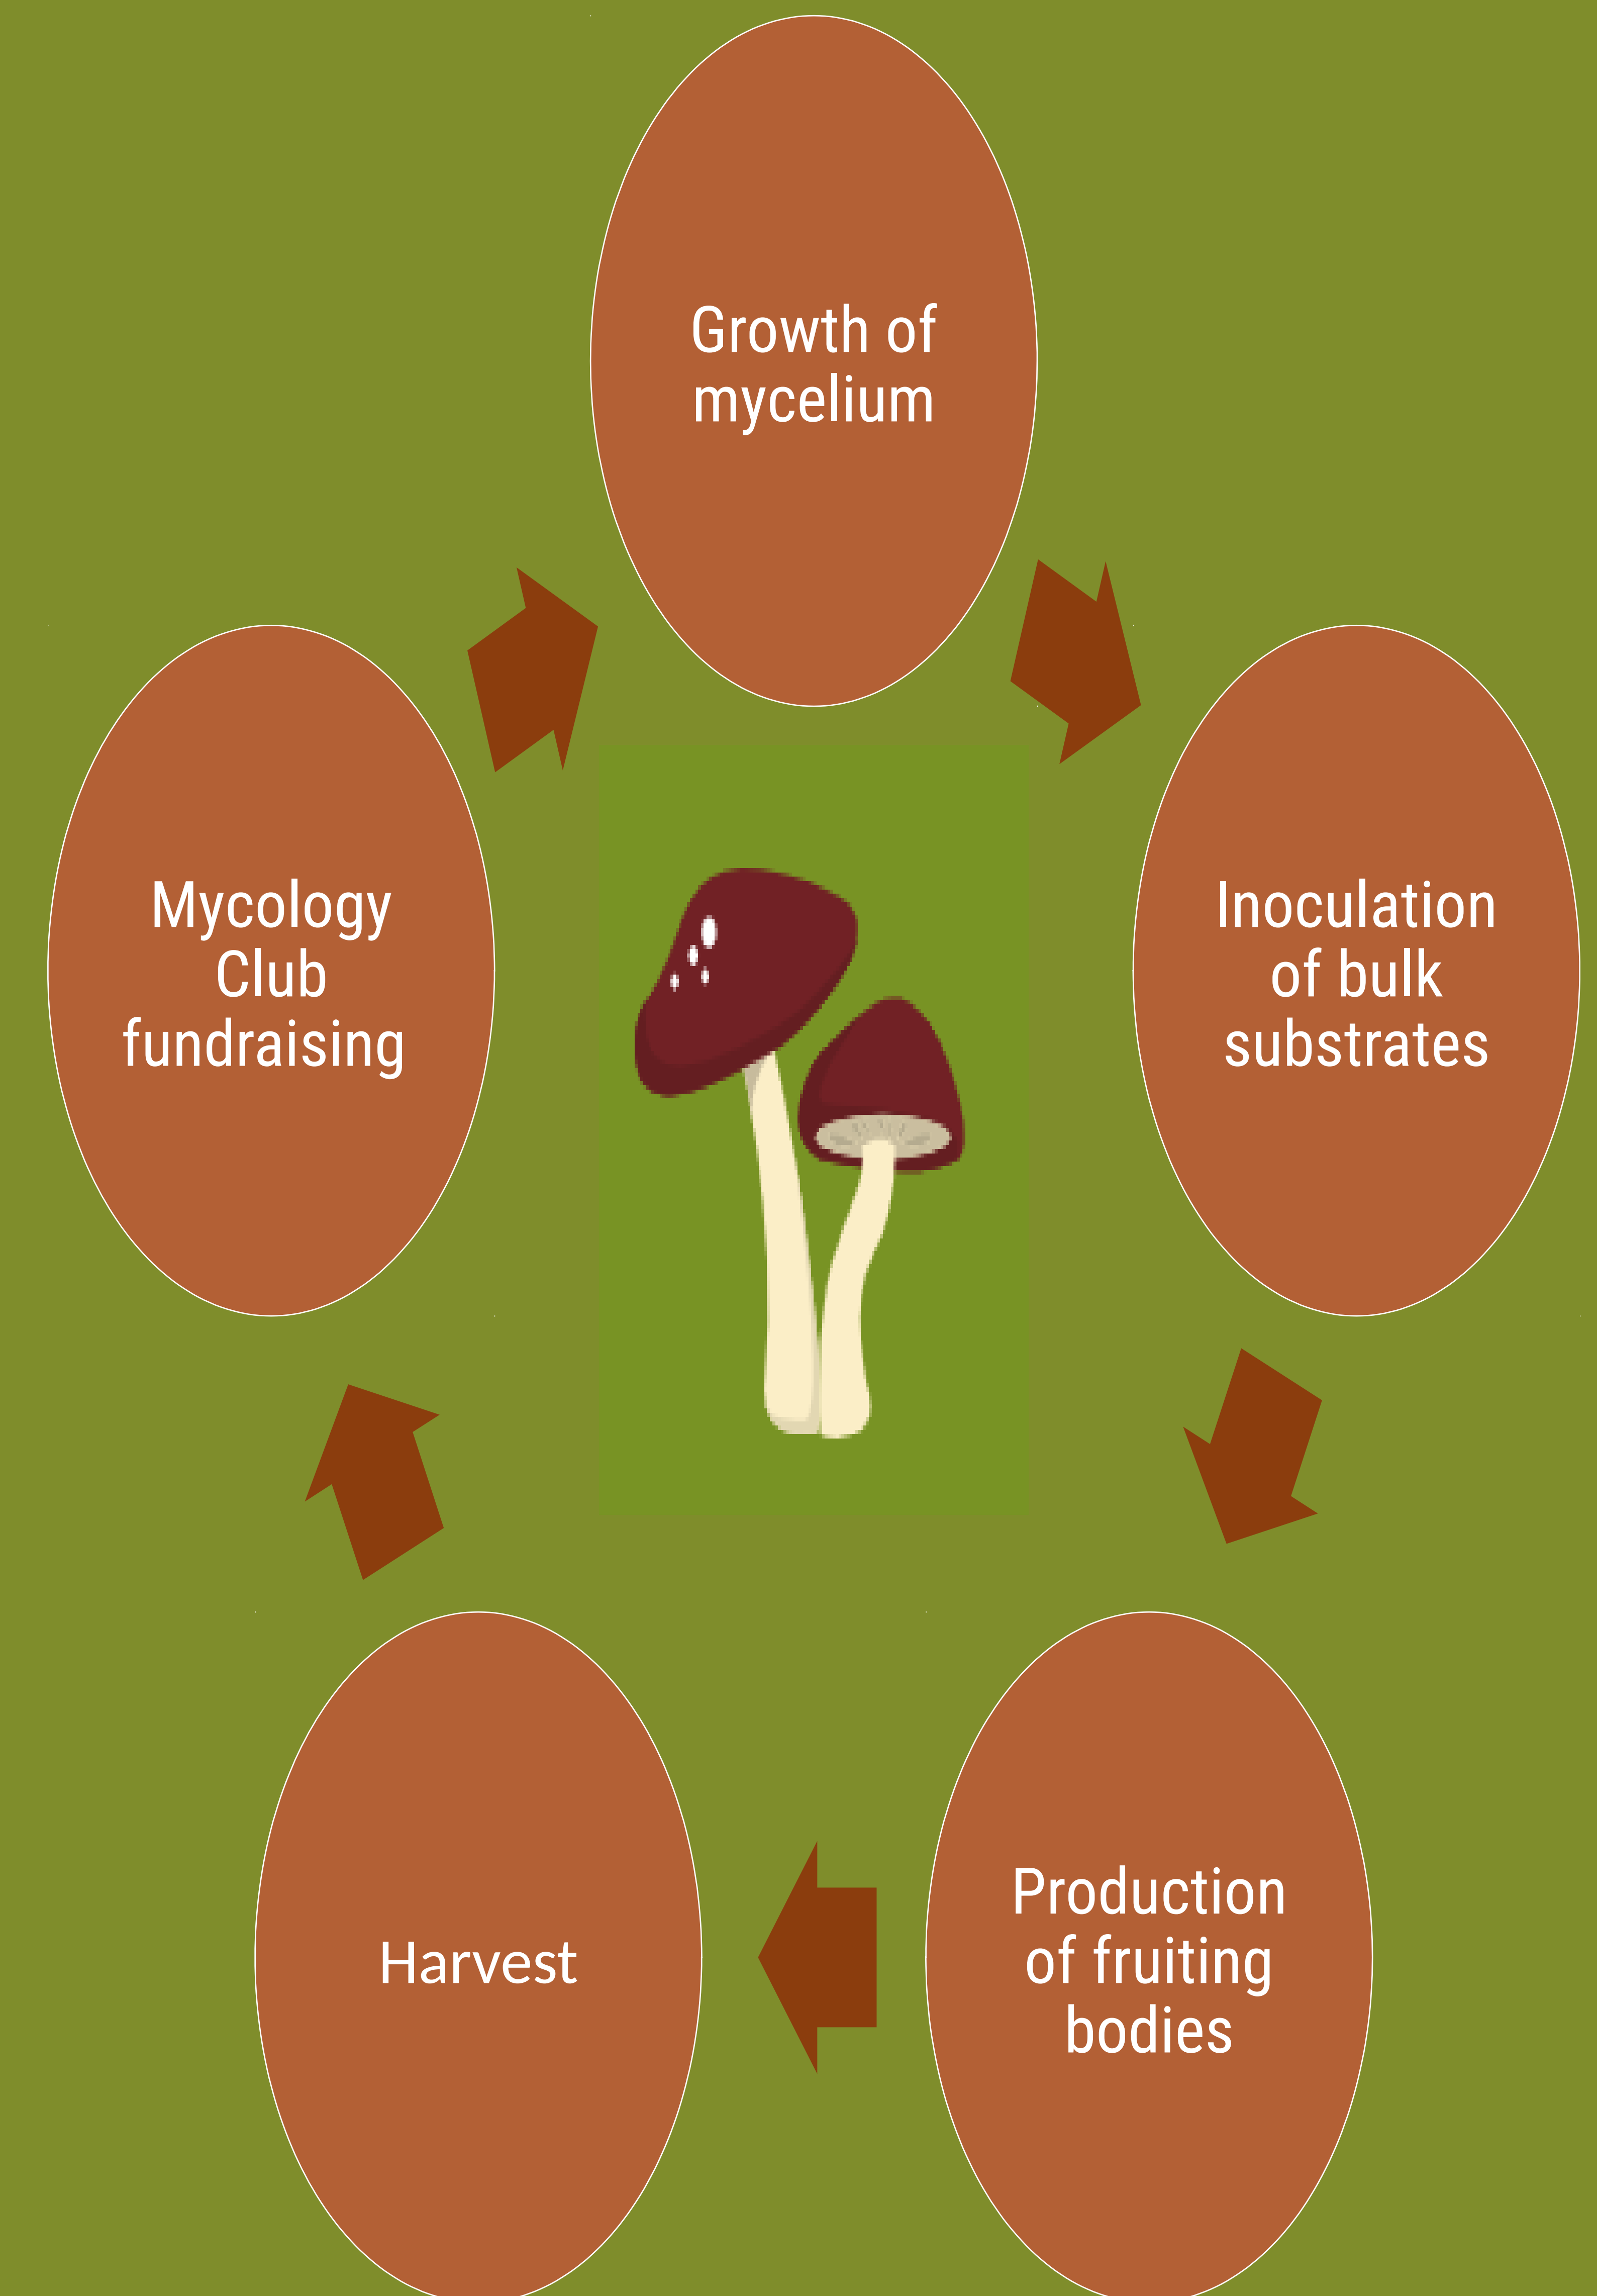 Growth of
mycelium
Inoculation
of bulk
substrates
Production
of fruiting
bodies
Harvest
Mycology
Club
fundraising